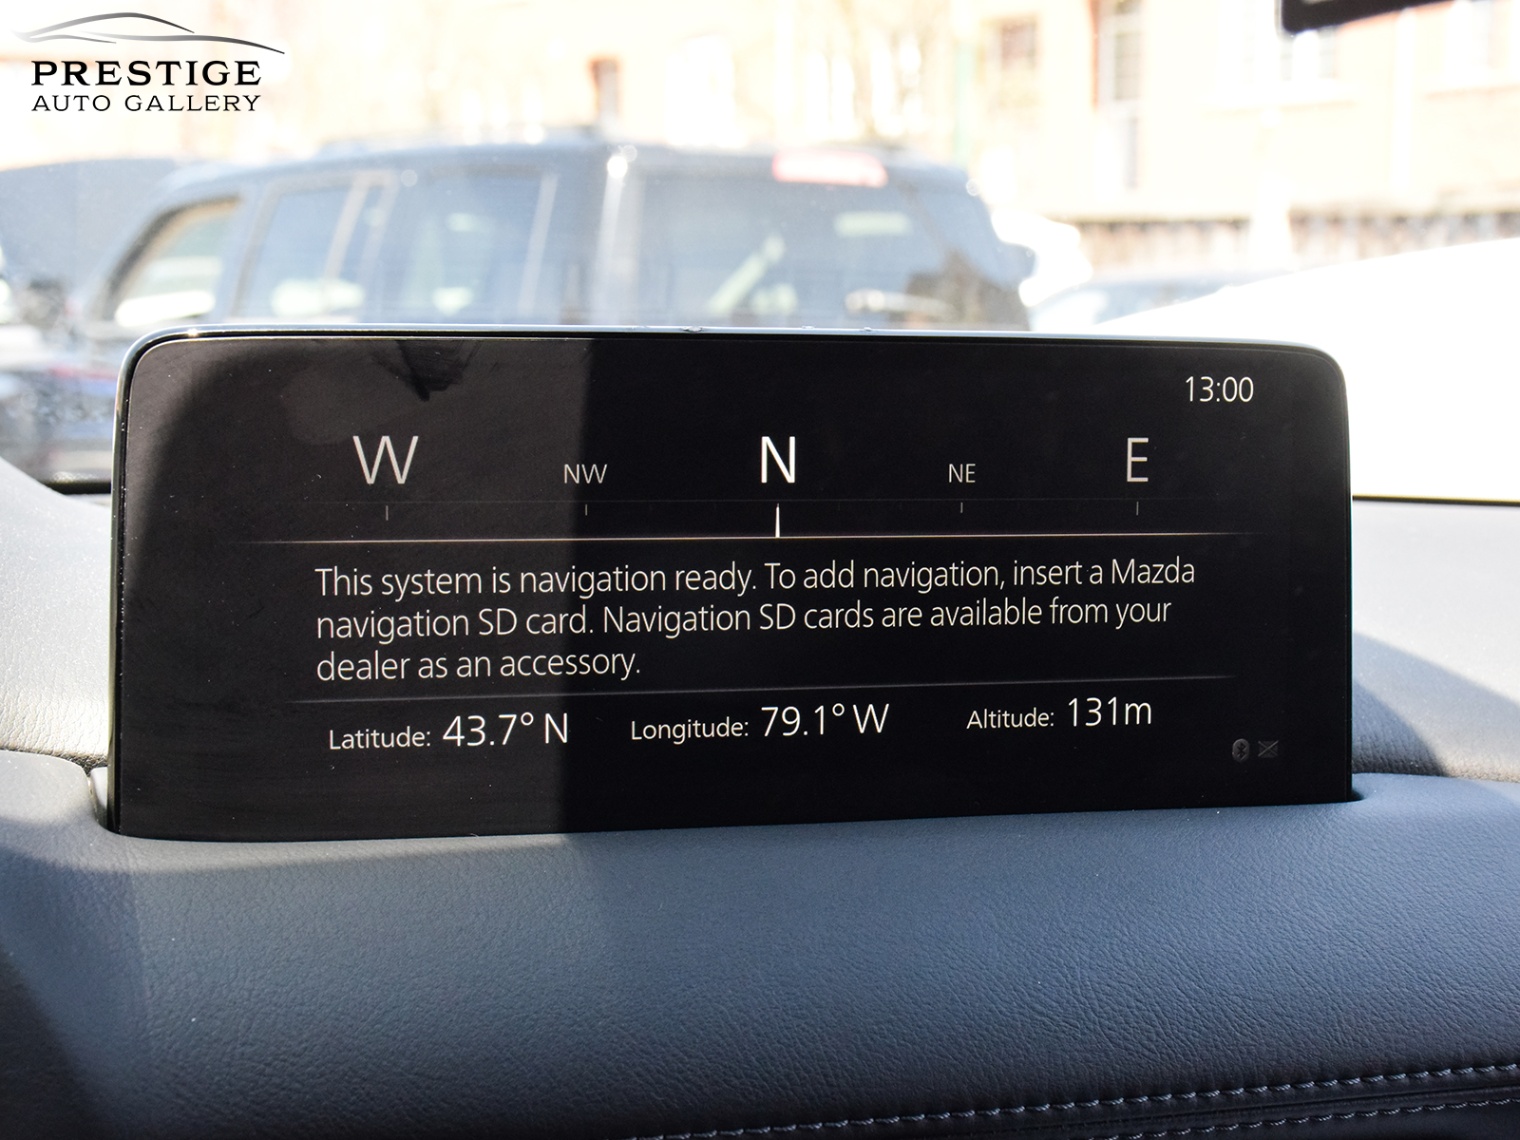 PRESTIGE
AUTO GALLERY
13:00
W NW N NE E
This system is navigation ready. To add navigation, insert a Mazda
navigation SD card. Navigation SD cards are available from your
dealer as an accessory.
Latitude: 43.7° N Longitude: 79.1° W Altitude: 131m